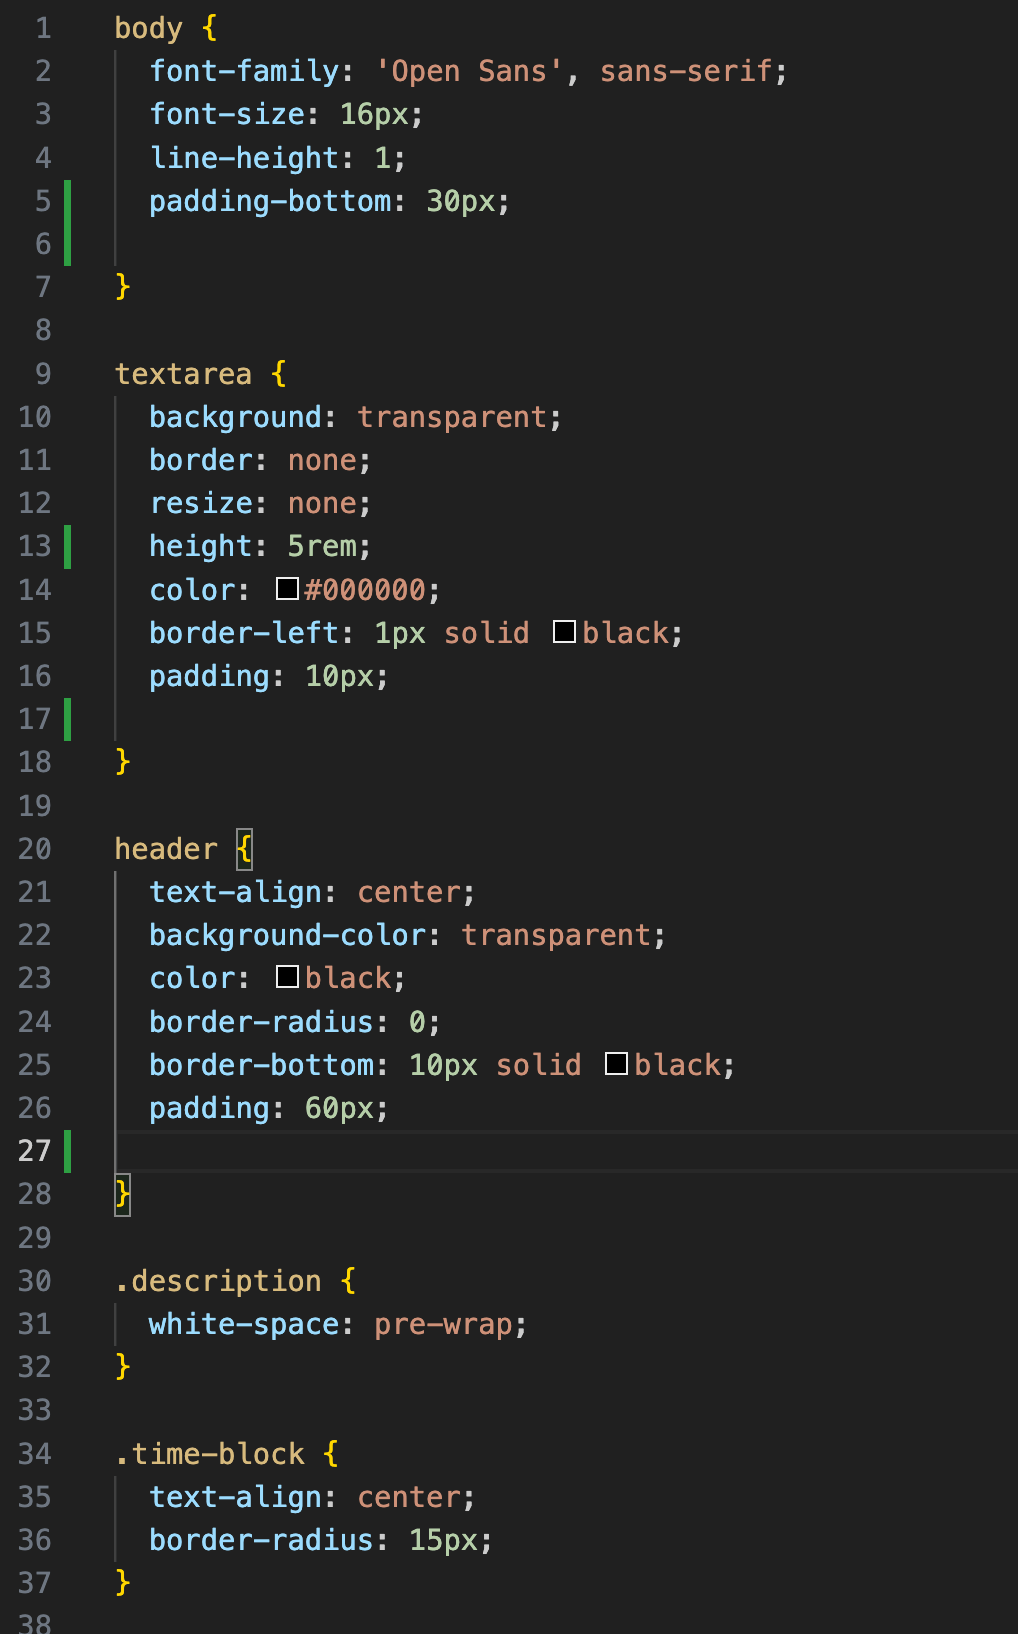 1 body {
2 font-family: 'Open Sans', sans-serif;
3 font-size: 16px;
4 line-height: 1;
5 padding-bottom: 30px;
6
7 }
8
9 textarea {
10 background: transparent;
11 border: none;
12 resize: none;
13 height: 5rem;
14 color: #000000;
15 border-left: 1px solid black;
16 padding: 10px;
17
18 }
19
20 header {
21 text-align: center;
22 background-color: transparent;
23 color: black;
24 border-radius: 0;
25 border-bottom: 10px solid black;
26 padding: 60px;
27
28 }
29
30 .description {
31 white-space: pre-wrap;
32 }
33
34 .time-block {
35 text-align: center;
36 border-radius: 15px;
37 }
38